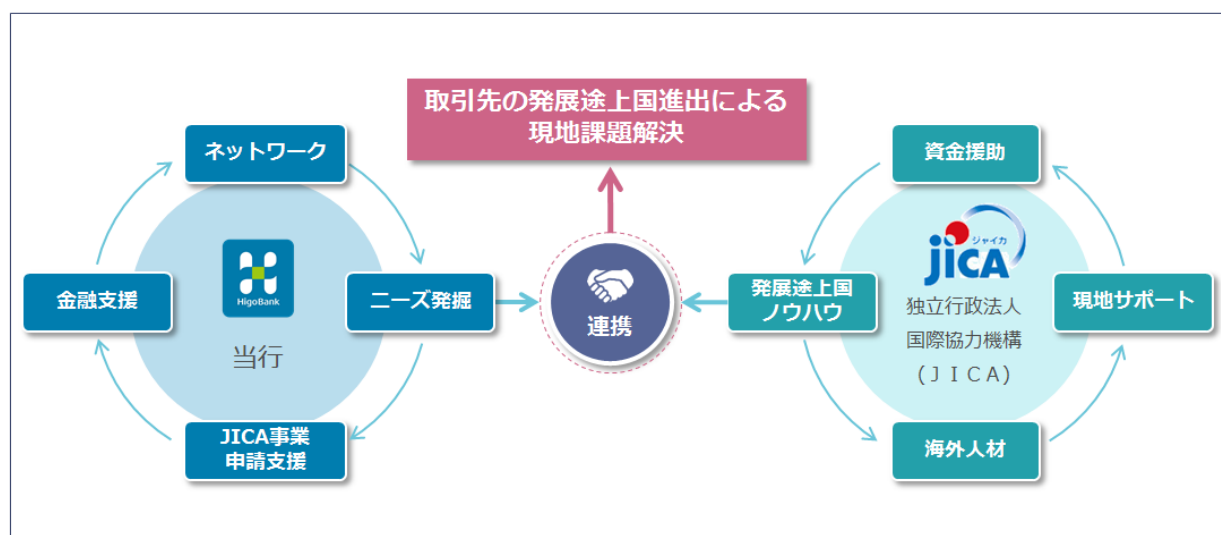 取引先の発展途上国進出による
現地課題解決
ネットワーク
金融支援
HigoBank
当行
ニーズ発掘
JICA事業
申請支援
連携
資金援助
ジャイカ
jICA
発展途上国
ノウハウ
独立行政法人
国際協力機構
(ＪＩＣＡ)
現地サポート
海外人材